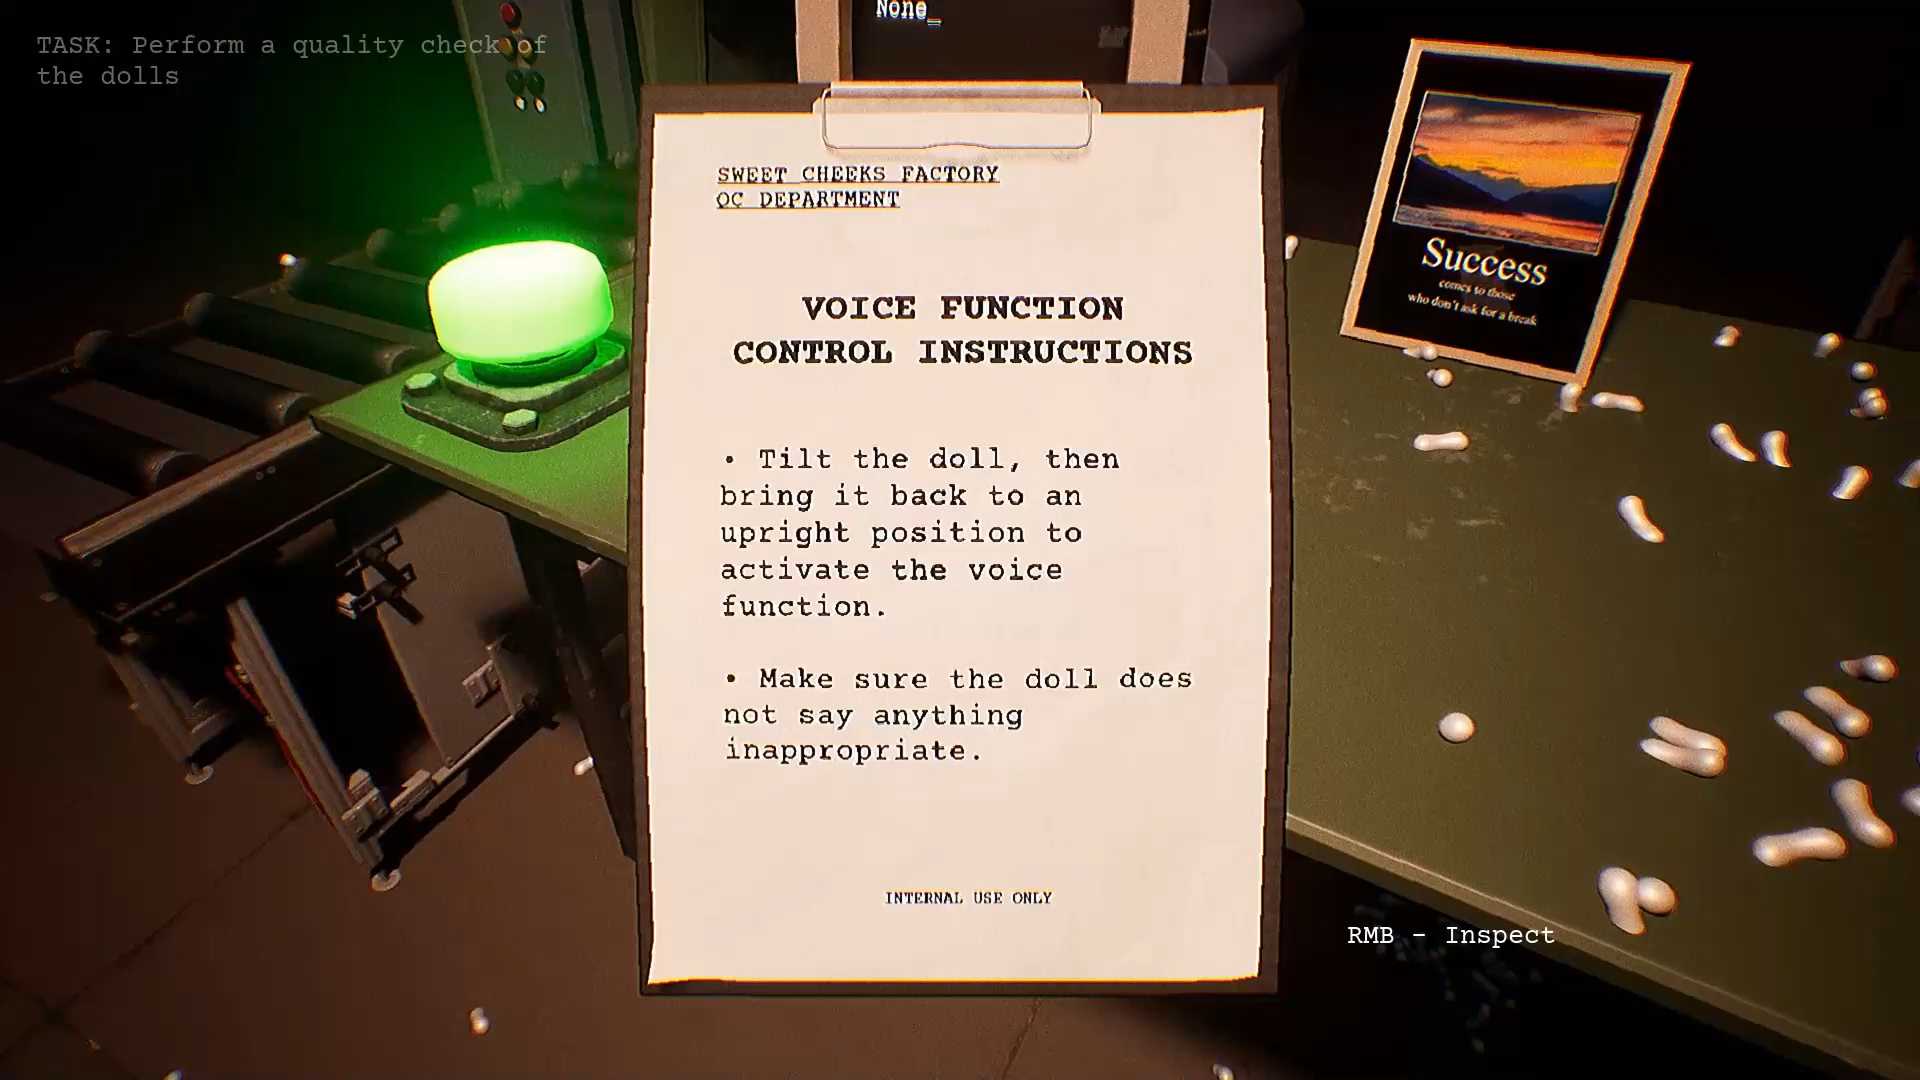 TASK: Perform a quality check of
the dolls
None_
SWEET CHEEKS FACTORY
QC DEPARTMENT
VOICE FUNCTION
CONTROL INSTRUCTIONS
• Tilt the doll, then
bring it back to an
upright position to
activate the voice
function.
• Make sure the doll does
not say anything
inappropriate.
INTERNAL USE ONLY
Success
comes to those
who don't ask for a break
RMB - Inspect